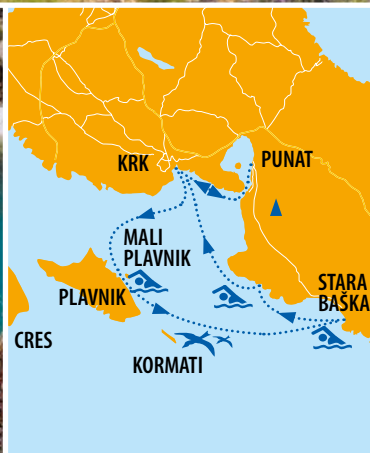 KRK
PUNAT
MALI
PLAVNIK
PLAVNIK
STARA
BAŠKA
CRES
KORMATI